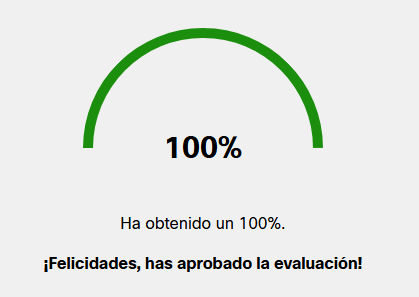 100%
Ha obtenido un 100%.
¡Felicidades, has aprobado la evaluación!